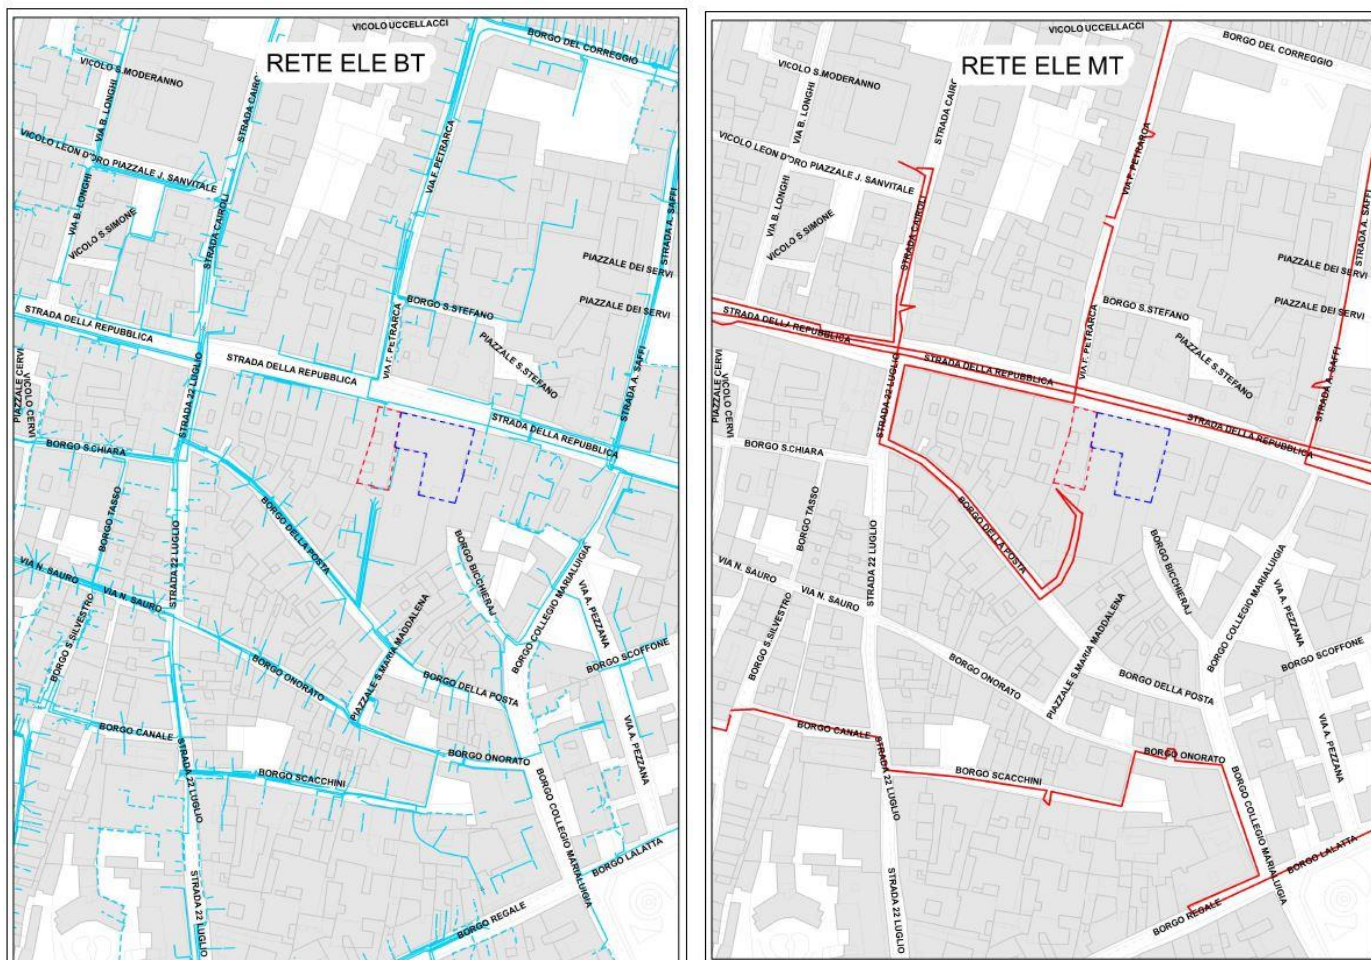 VICOLO UCCELLACCI
BORGO DEL CORREGGIO
RETE ELE BT
VICOLO S.MODERANNO
VIA B. LONGHI
STRADA CAIROLI
VIA F. PETRARCA
VICOLO LEON D'ORO
PIAZZALE J. SANVITALE
VIA B. LONGHI
VICOLO S.SIMONE
STRADA CAIROLI
STRADA A. SAFFI
PIAZZALE DEI SERVI
PIAZZALE DEI SERVI
BORGO S.STEFANO
STRADA DELLA REPUBBLICA
VIA F. PETRARCA
PIAZZALE S.STEFANO
STRADA DELLA REPUBBLICA
STRADA A. SAFFI
PIAZZALE CERVI
VICOLO CERVI
STRADA 22 LUGLIO
STRADA DELLA REPUBBLICA
BORGO S.CHIARA
BORGO TASSO
BORGO DELLA POSTA
STRADA 22 LUGLIO
BORGO BICCHIERAJ
BORGO COLLEGIO MARIALUIGIA
VIA N. SAURO
VIA N. SAURO
BORGO S.SILVESTRO
VIA A. PEZZANA
PIAZZALE S.MARIA MADDALENA
BORGO SCOFFONE
BORGO ONORATO
BORGO DELLA POSTA
BORGO CANALE
STRADA 22 LUGLIO
VIA A. PEZZANA
BORGO ONORATO
BORGO SCACCHINI
BORGO COLLEGIO MARIALUIGIA
BORGO LALATTA
STRADA 22 LUGLIO
BORGO REGALE
VICOLO UCCELLACCI
BORGO DEL CORREGGIO
RETE ELE MT
VICOLO S.MODERANNO
VIA B. LONGHI
STRADA CAIRO
VIA F. PETRARCA
VICOLO LEON D'ORO
PIAZZALE J. SANVITALE
VIA B. LONGHI
VICOLO S.SIMONE
STRADA CAIROLI
STRADA A. SAFFI
PIAZZALE DEI SERVI
PIAZZALE DEI SERVI
BORGO S.STEFANO
STRADA DELLA REPUBBLICA
VIA F. PETRARCA
PIAZZALE S.STEFANO
STRADA DELLA REPUBBLICA
STRADA A. SAFFI
PIAZZALE CERVI
VICOLO CERVI
STRADA 22 LUGLIO
STRADA DELLA REPUBBLICA
BORGO S.CHIARA
BORGO TASSO
BORGO DELLA POSTA
STRADA 22 LUGLIO
BORGO BICCHIERAJ
BORGO COLLEGIO MARIALUIGIA
VIA N. SAURO
VIA N. SAURO
BORGO S.SILVESTRO
VIA A. PEZZANA
PIAZZALE S.MARIA MADDALENA
BORGO SCOFFONE
BORGO ONORATO
BORGO DELLA POSTA
BORGO CANALE
STRADA 22 LUGLIO
VIA A. PEZZANA
BORGO ONORATO
BORGO SCACCHINI
BORGO COLLEGIO MARIALUIGIA
BORGO LALATTA
STRADA 22 LUGLIO
BORGO REGALE